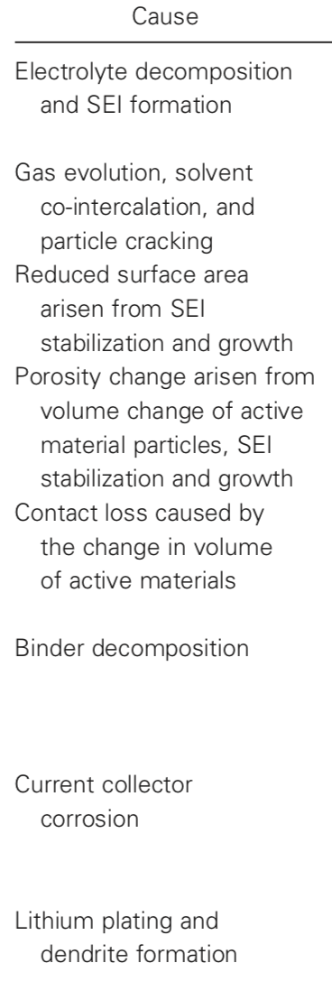 Cause
Electrolyte decomposition
and SEI formation
Gas evolution, solvent
co-intercalation, and
particle cracking
Reduced surface area
arisen from SEI
stabilization and growth
Porosity change arisen from
volume change of active
material particles, SEI
stabilization and growth
Contact loss caused by
the change in volume
of active materials
Binder decomposition
Current collector
corrosion
Lithium plating and
dendrite formation